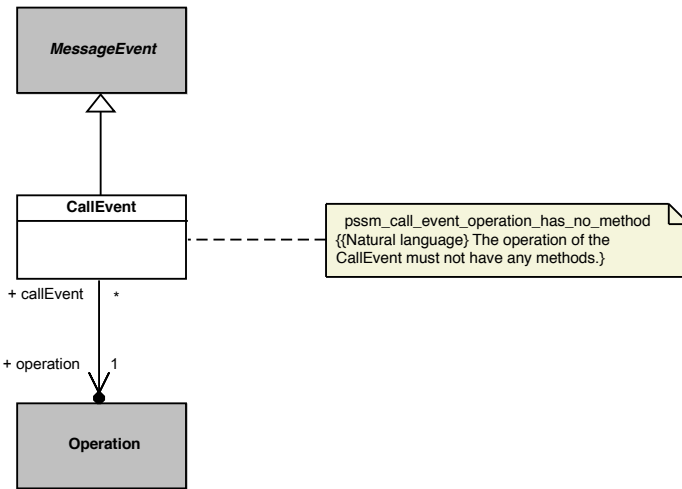 MessageEvent
CallEvent
pssm_call_event_operation_has_no_method
{{Natural language} The operation of the
CallEvent must not have any methods.}
+ callEvent *
+ operation 1
Operation